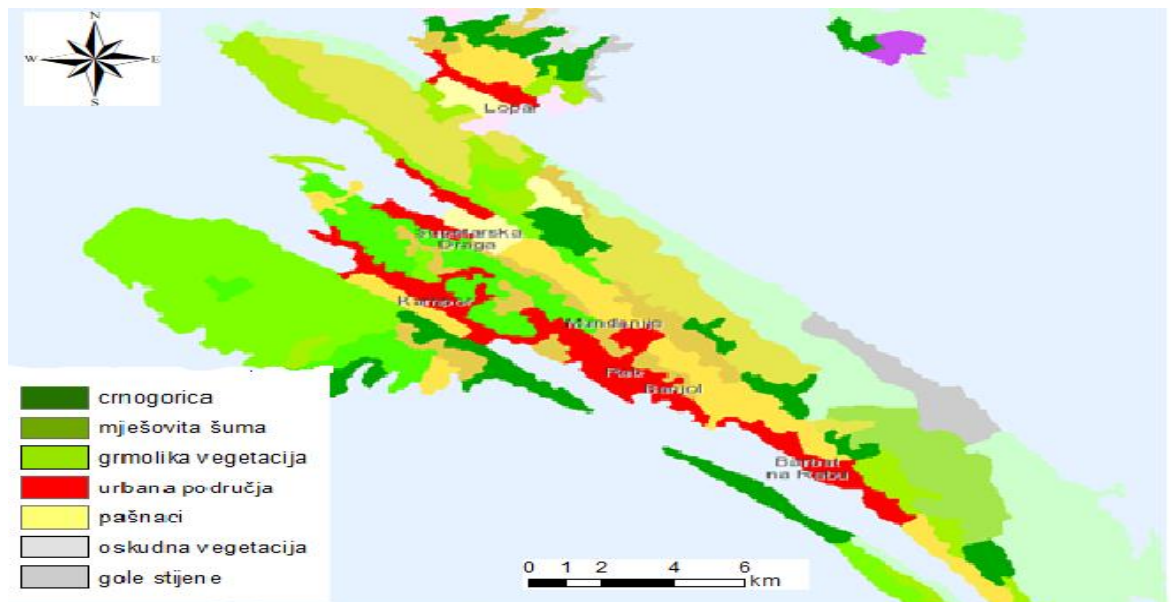 N
W E
S
Lopar
Supetarska
Draga
Kampor
Mundanije
Rab
Banjol
Barbat
na Rabu
crnogorica
mješovita šuma
grmolika vegetacija
urbana područja
pašnaci
oskudna vegetacija
gole stijene
0 1 2 4 6
km